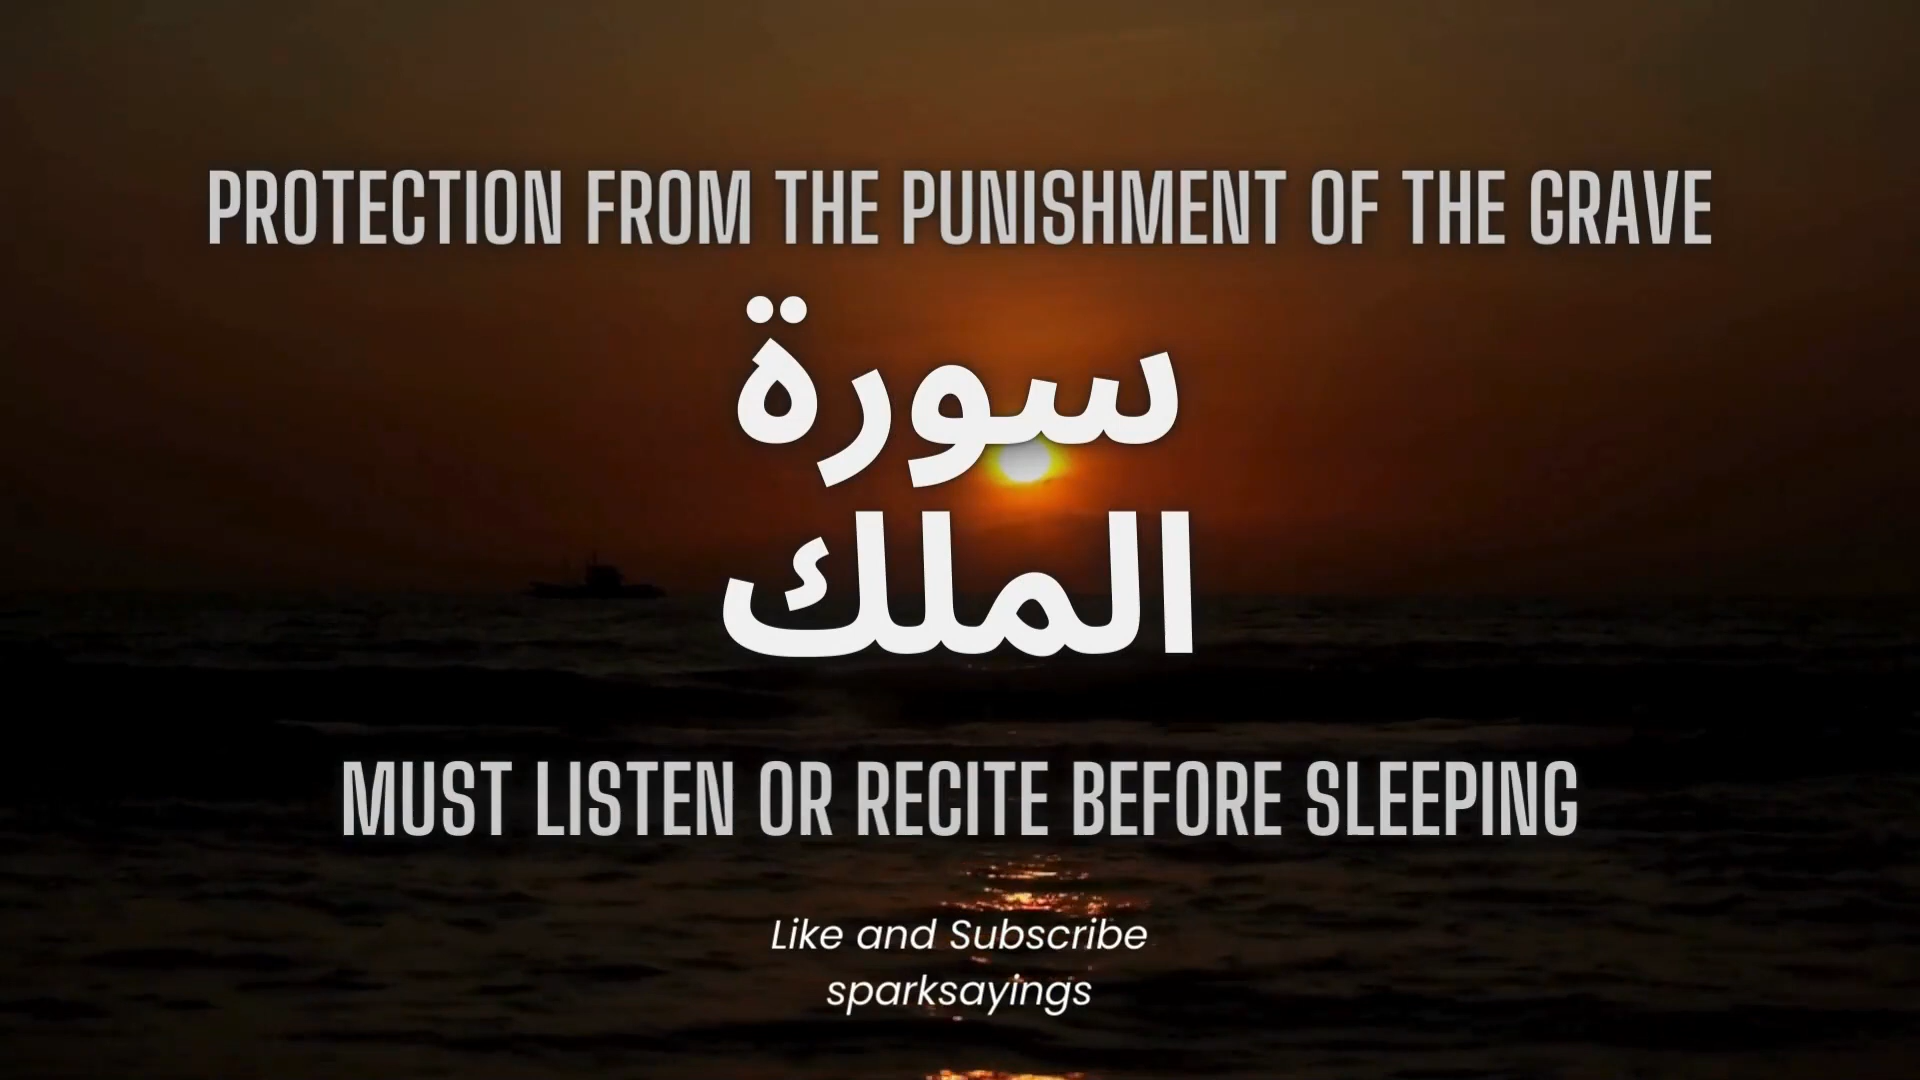 PROTECTION FROM THE PUNISHMENT OF THE GRAVE
سورة
الملك
MUST LISTEN OR RECITE BEFORE SLEEPING
Like and Subscribe
sparksayings